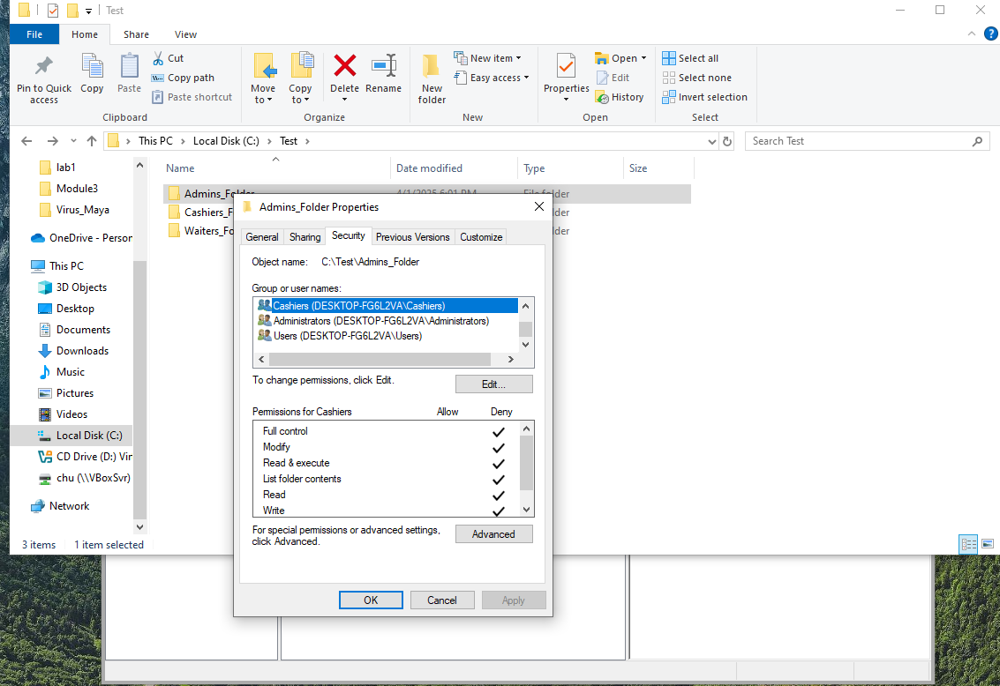 Test
File Home Share View
Pin to Quick access
Copy
Paste
Cut
Copy path
Paste shortcut
Clipboard
Move to
Copy to
Delete
Rename
Organize
New folder
New item
Easy access
New
Properties
Open
Edit
History
Open
Select all
Select none
Invert selection
Select
This PC Local Disk (C:) Test
Search Test
lab1
Module3
Virus_Maya
OneDrive - Person
This PC
3D Objects
Desktop
Documents
Downloads
Music
Pictures
Videos
Local Disk (C:)
CD Drive (D:) Vir
chu (\\VBoxSvr)
Network
Name Date modified Type Size
Admins_Folder 4/1/2025 6:01 PM File folder
Cashiers_F lder
Waiters_Fo lder
Admins_Folder Properties
General Sharing Security Previous Versions Customize
Object name: C:\Test\Admins_Folder
Group or user names:
Cashiers (DESKTOP-FG6L2VA\Cashiers)
Administrators (DESKTOP-FG6L2VA\Administrators)
Users (DESKTOP-FG6L2VA\Users)
To change permissions, click Edit.
Edit...
Permissions for Cashiers Allow Deny
Full control
Modify
Read & execute
List folder contents
Read
Write
For special permissions or advanced settings,
click Advanced.
Advanced
OK Cancel Apply
3 items 1 item selected